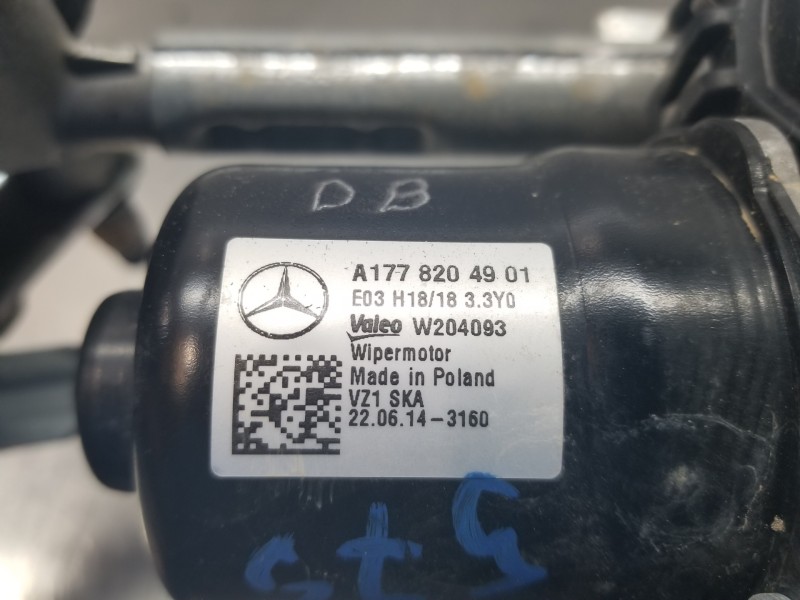 DB
A177 820 49 01
E03 H18/18 3.3Y0
Valeo W204093
Wipermotor
Made in Poland
VZ1 SKA
22.06.14-3160